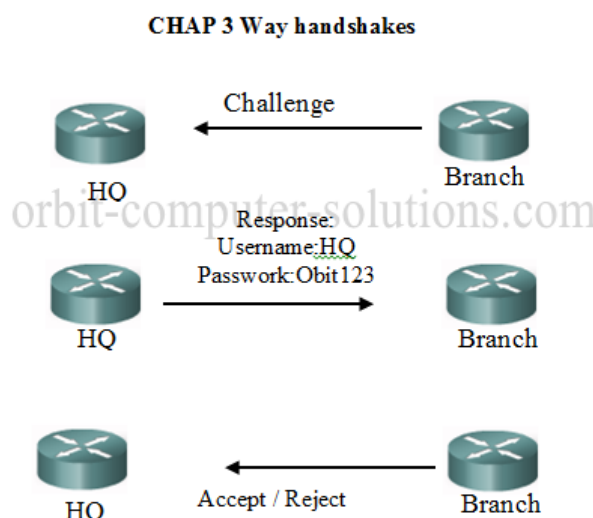 CHAP 3 Way handshakes
Challenge
HQ
Branch
orbit-computer-solutions.com
Response:
Username:HQ
Passwork:Obit123
HQ
Branch
Accept / Reject
HQ
Branch